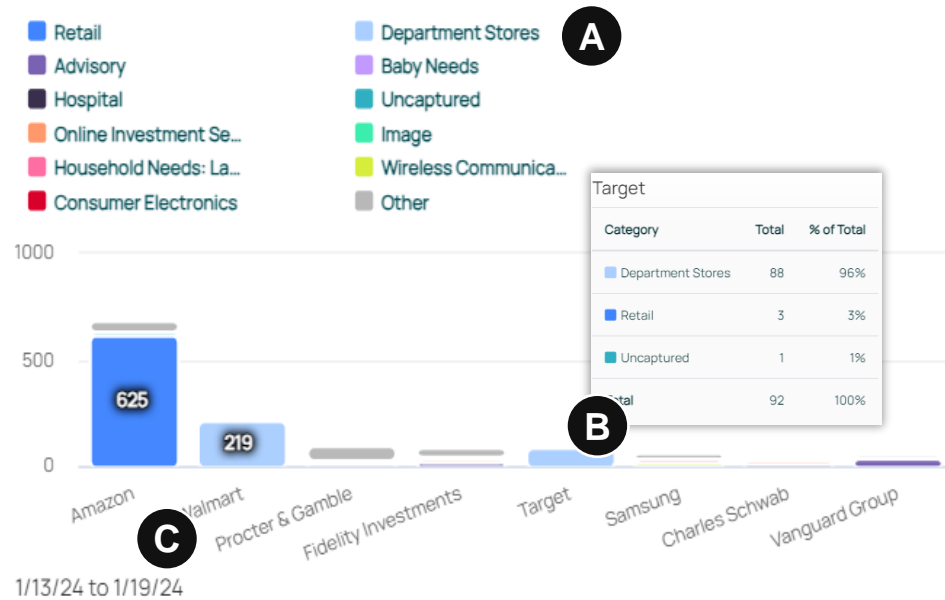 Retail
Department Stores
A
Advisory
Baby Needs
Hospital
Uncaptured
Online Investment Se...
Image
Household Needs: La...
Wireless Communica...
Consumer Electronics
Other
Target
Category Total % of Total
Department Stores 88 96%
Retail 3 3%
Uncaptured 1 1%
tal 92 100%
B
1000
500
0
625
219
Amazon
Valmart
Procter & Gamble
Fidelity Investments
Target
Samsung
Charles Schwab
Vanguard Group
C
1/13/24 to 1/19/24